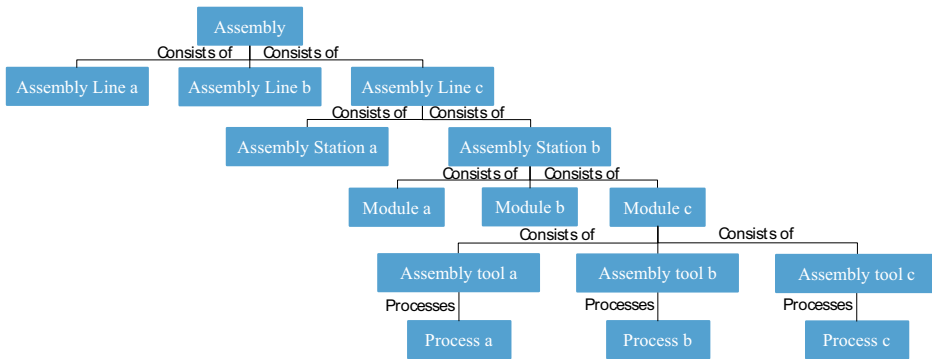 Assembly
Consists of Consists of
Assembly Line a Assembly Line b Assembly Line c
Consists of Consists of
Assembly Station a Assembly Station b
Consists of Consists of
Module a Module b Module c
Consists of Consists of
Assembly tool a Assembly tool b Assembly tool c
Processes Processes Processes
Process a Process b Process c